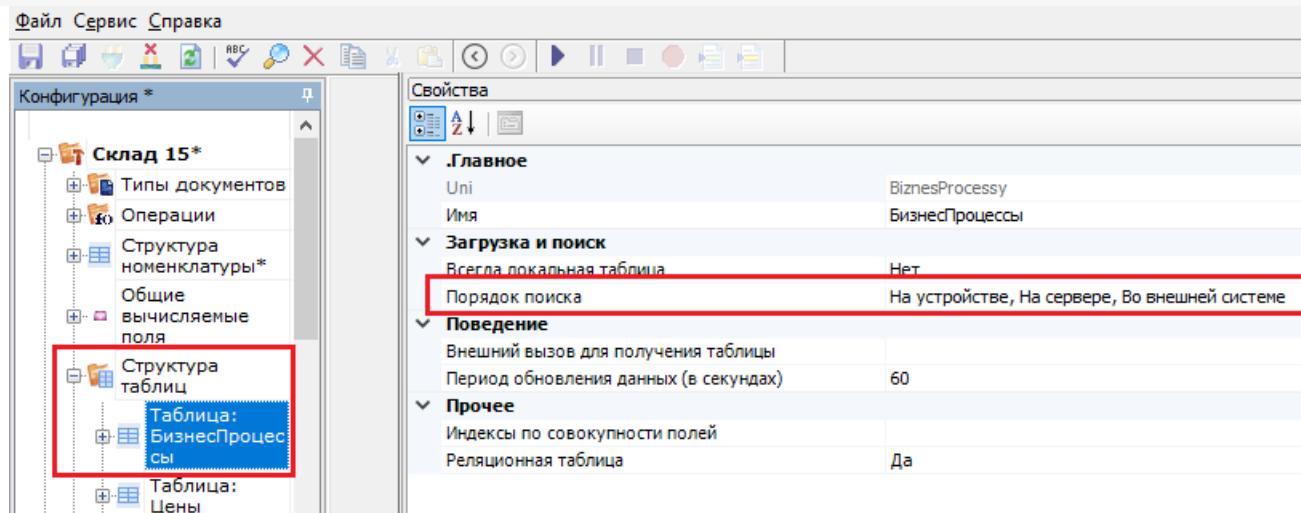 Файл Сервис Справка
ABC
Конфигурация *
Склад 15*
Типы документов
Операции
Структура
номенклатуры*
Общие
вычисляемые
поля
Структура
таблиц
Таблица:
БизнесПроцес
сы
Таблица:
Цены
Свойства
.Главное
Uni BiznesProcessy
Имя БизнесПроцессы
Загрузка и поиск
Всегда локальная таблица Нет
Порядок поиска На устройстве, На сервере, Во внешней системе
Поведение
Внешний вызов для получения таблицы
Период обновления данных (в секундах) 60
Прочее
Индексы по совокупности полей
Реляционная таблица Да